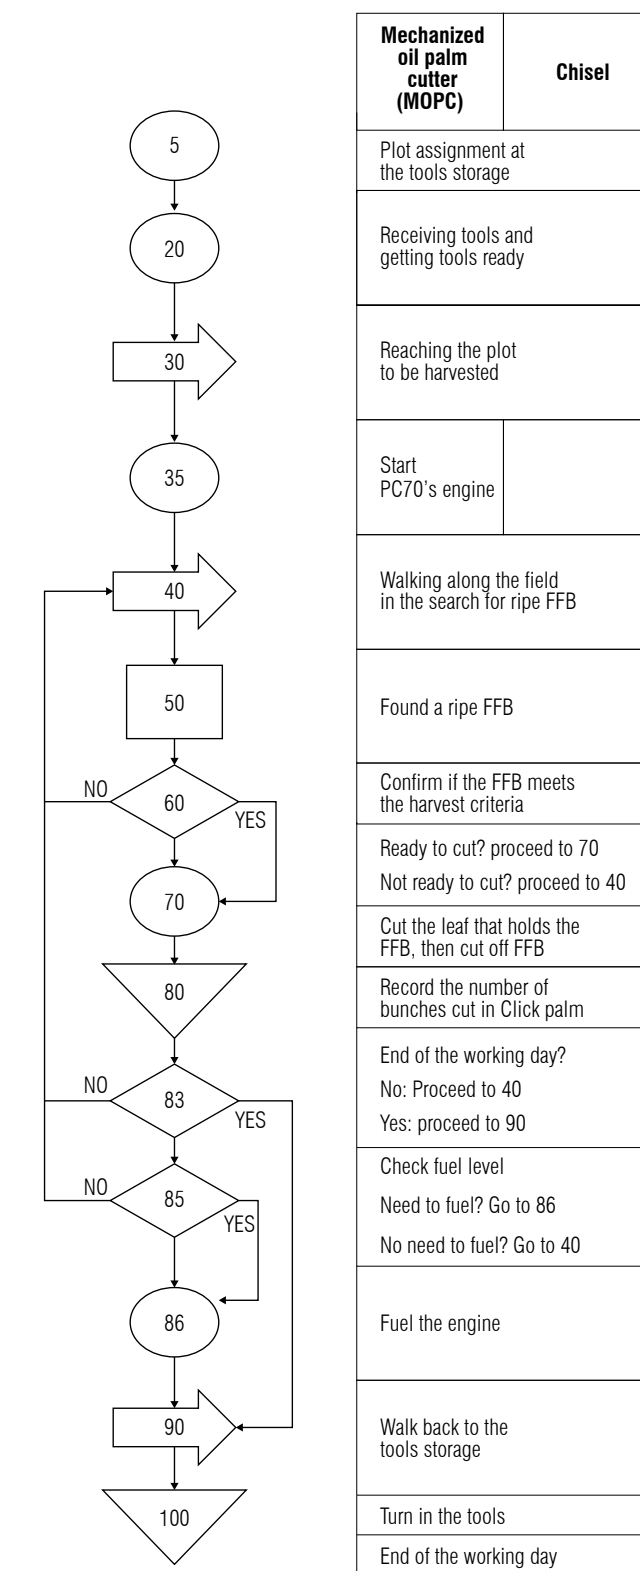 Mechanized
oil palm
cutter
(MOPC)
Chisel
5
Plot assignment at
the tools storage
20
Receiving tools and
getting tools ready
30
Reaching the plot
to be harvested
35
Start
PC70's engine
40
Walking along the field
in the search for ripe FFB
50
Found a ripe FFB
NO
60
YES
Confirm if the FFB meets
the harvest criteria
Ready to cut? proceed to 70
Not ready to cut? proceed to 40
70
Cut the leaf that holds the
FFB, then cut off FFB
80
Record the number of
bunches cut in Click palm
NO
83
YES
End of the working day?
No: Proceed to 40
Yes: proceed to 90
NO
85
YES
Check fuel level
Need to fuel? Go to 86
No need to fuel? Go to 40
86
Fuel the engine
90
Walk back to the
tools storage
100
Turn in the tools
End of the working day